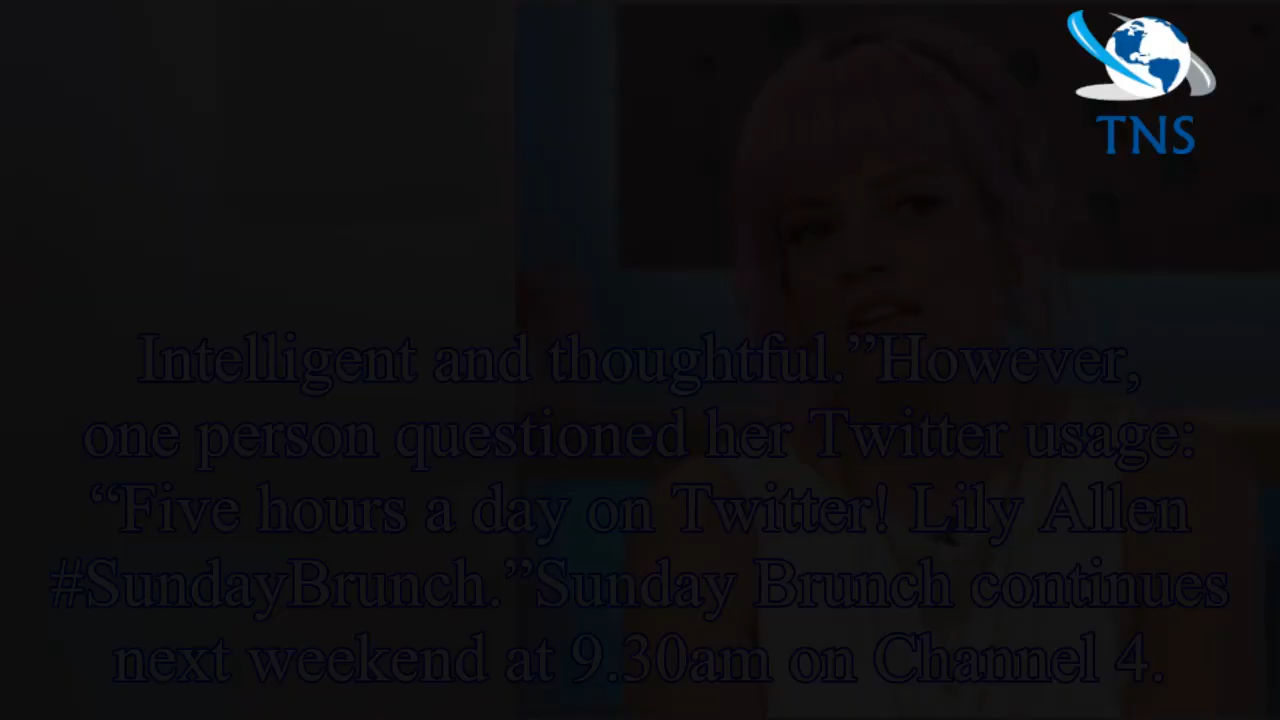 TNS
Intelligent and thoughtful.”However,
one person questioned her Twitter usage:
“Five hours a day on Twitter! Lily Allen
#SundayBrunch.”Sunday Brunch continues
next weekend at 9.30am on Channel 4.